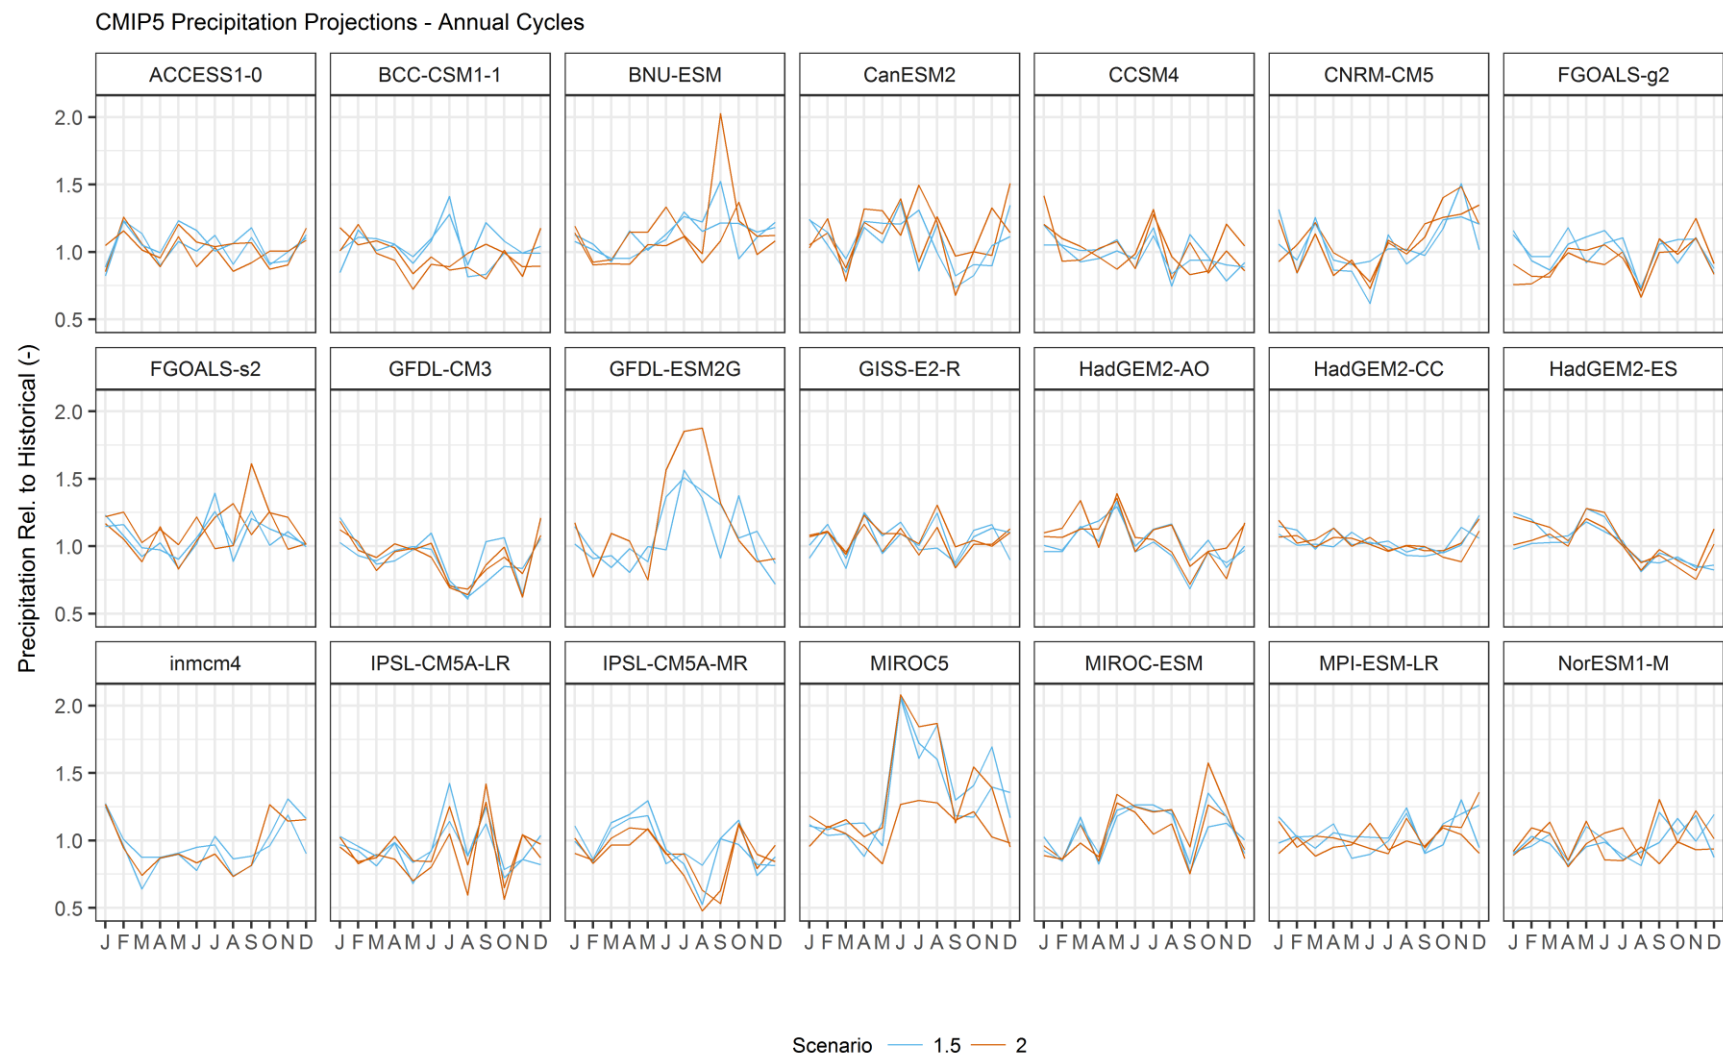 CMIP5 Precipitation Projections - Annual Cycles
ACCESS1-0 BCC-CSM1-1 BNU-ESM CanESM2 CCSM4 CNRM-CM5 FGOALS-g2
2.0
1.5
1.0
0.5
FGOALS-s2 GFDL-CM3 GFDL-ESM2G GISS-E2-R HadGEM2-AO HadGEM2-CC HadGEM2-ES
2.0
1.5
1.0
0.5
Precipitation Rel. to Historical (-)
inmcm4 IPSL-CM5A-LR IPSL-CM5A-MR MIROC5 MIROC-ESM MPI-ESM-LR NorESM1-M
2.0
1.5
1.0
0.5
J F M A M J J A S O N D J F M A M J J A S O N D J F M A M J J A S O N D J F M A M J J A S O N D J F M A M J J A S O N D J F M A M J J A S O N D J F M A M J J A S O N D
Scenario 1.5 2